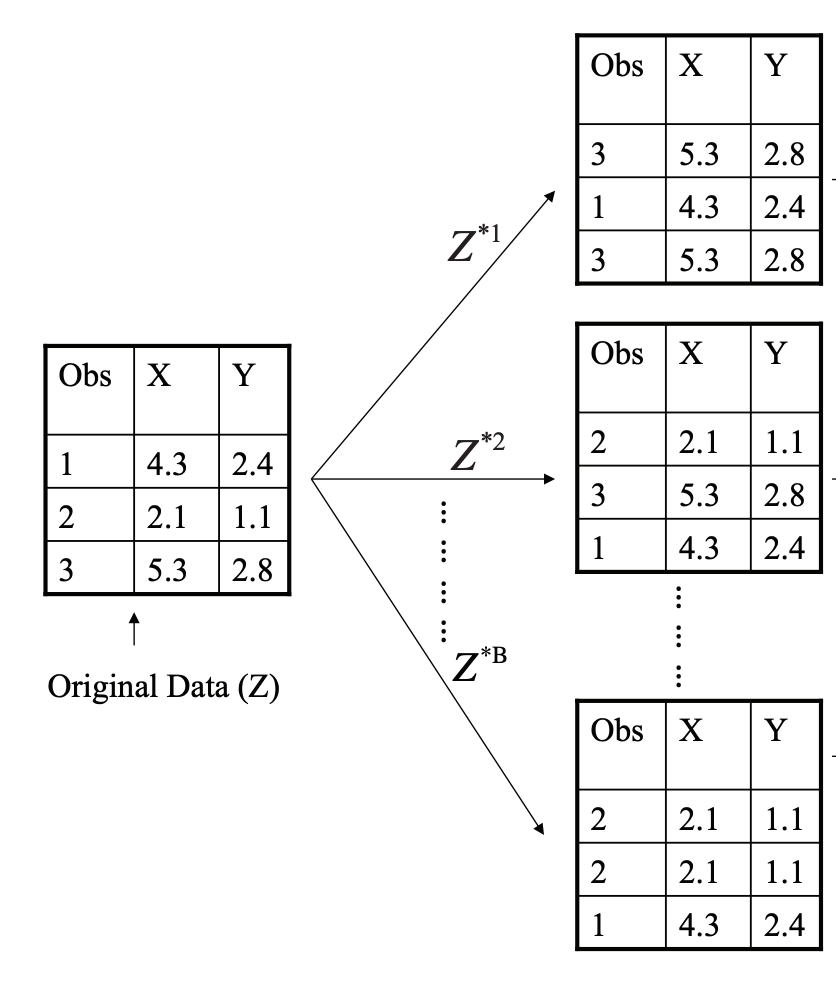 Obs X Y
1 4.3 2.4
2 2.1 1.1
3 5.3 2.8
Original Data (Z)
Z*1
Z*2
Z*B
Obs X Y
3 5.3 2.8
1 4.3 2.4
3 5.3 2.8
Obs X Y
2 2.1 1.1
3 5.3 2.8
1 4.3 2.4
Obs X Y
2 2.1 1.1
2 2.1 1.1
1 4.3 2.4